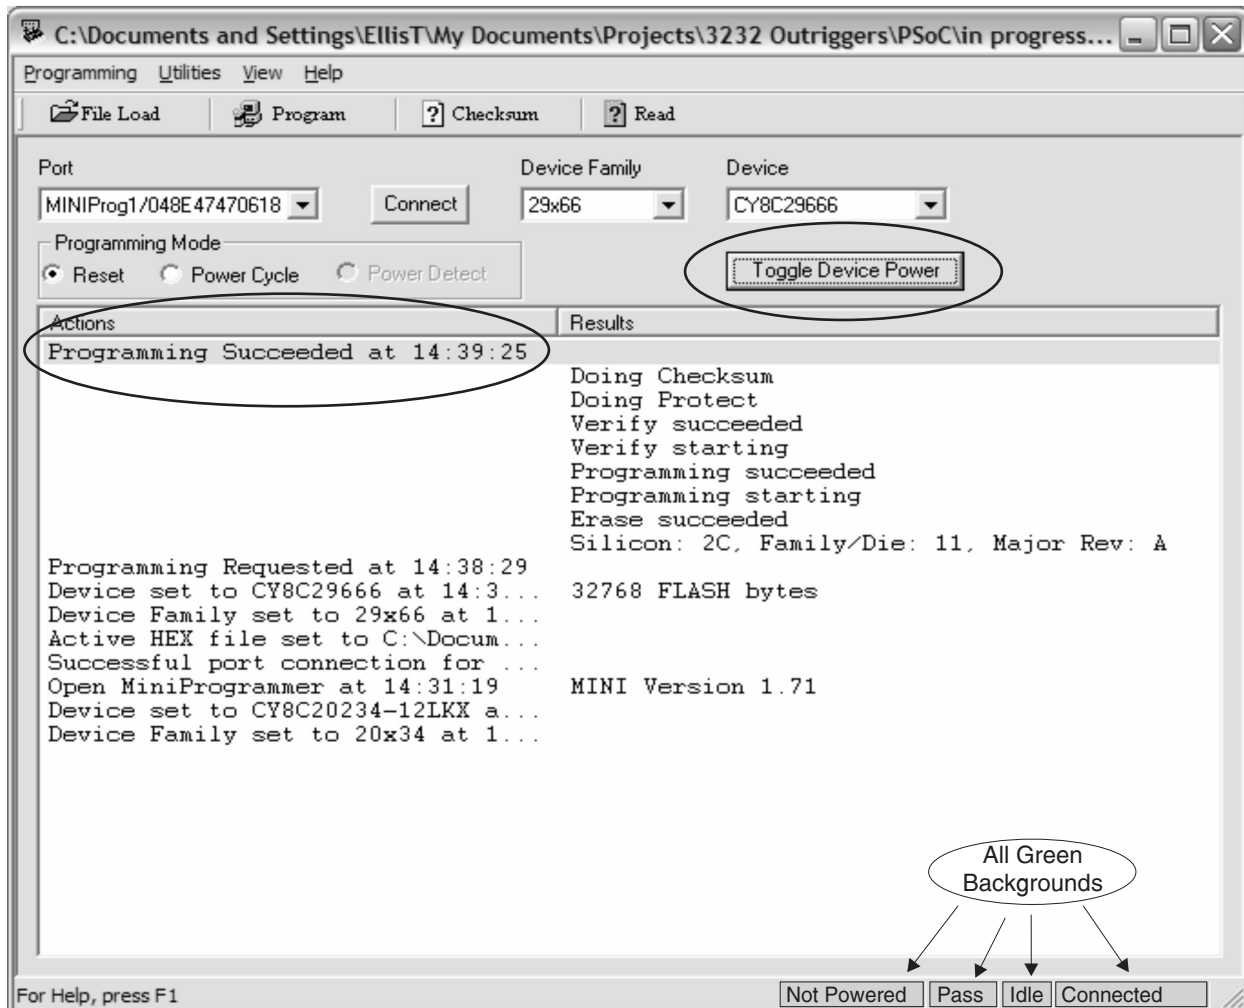 C:\Documents and Settings\EllisT\My Documents\Projects\3232 Outriggers\PSoC\in progress...
Programming Utilities View Help
File Load Program Checksum Read
Port Device Family Device
MINIProg1/048E47470618 Connect 29x66 CY8C29666
Programming Mode
Reset Power Cycle Power Detect Toggle Device Power
Actions Results
Programming Succeeded at 14:39:25
Doing Checksum
Doing Protect
Verify succeeded
Verify starting
Programming succeeded
Programming starting
Erase succeeded
Silicon: 2C, Family/Die: 11, Major Rev: A
Programming Requested at 14:38:29
Device set to CY8C29666 at 14:3... 32768 FLASH bytes
Device Family set to 29x66 at 1...
Active HEX file set to C:\Docum...
Successful port connection for ...
Open MiniProgrammer at 14:31:19 MINI Version 1.71
Device set to CY8C20234-12LKX a...
Device Family set to 20x34 at 1...
All Green
Backgrounds
For Help, press F1 Not Powered Pass Idle Connected